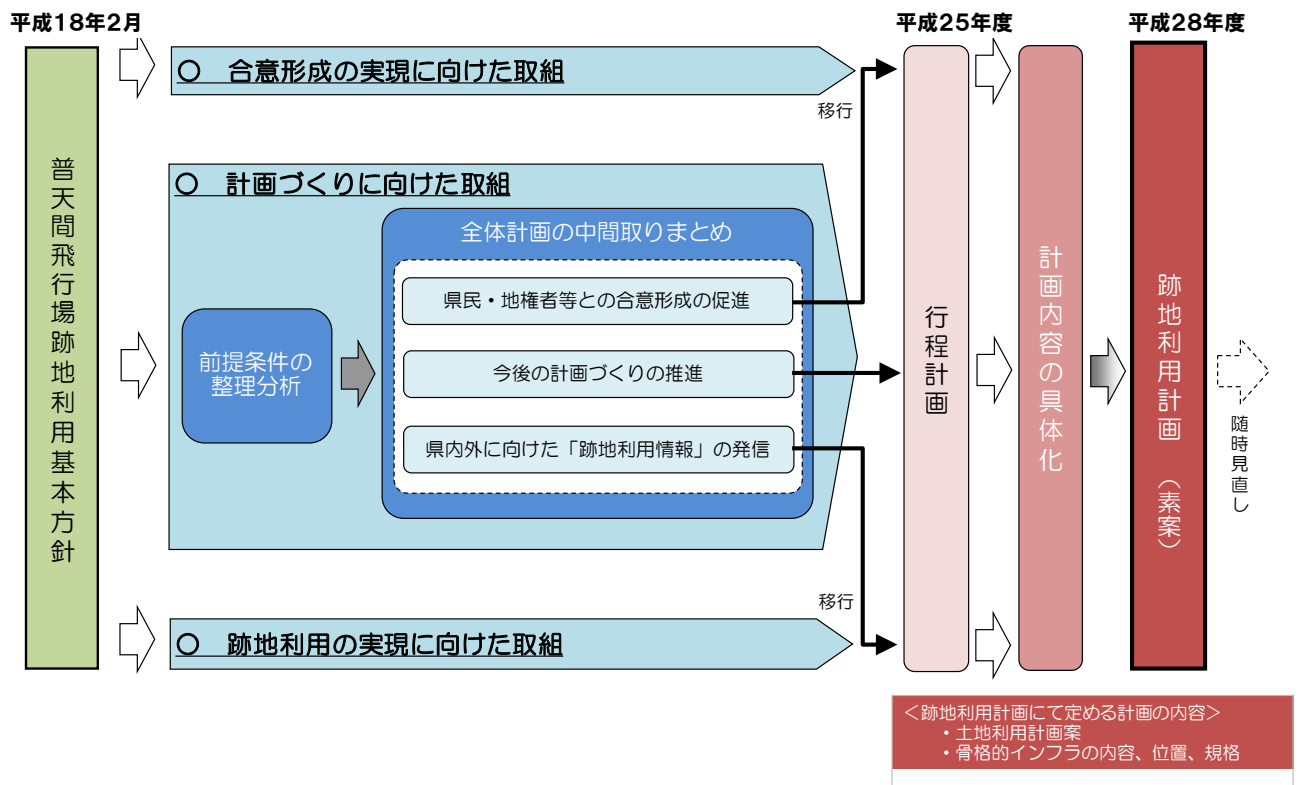 平成18年2月
平成25年度
平成28年度
普天間飛行場跡地利用基本方針
○ 合意形成の実現に向けた取組
移行
○ 計画づくりに向けた取組
前提条件の
整理分析
全体計画の中間取りまとめ
県民・地権者等との合意形成の促進
今後の計画づくりの推進
県内外に向けた「跡地利用情報」の発信
移行
○ 跡地利用の実現に向けた取組
行程計画
計画内容の具体化
跡地利用計画(素案)
随時見直し
<跡地利用計画にて定める計画の内容>
・土地利用計画案
・骨格的インフラの内容、位置、規格